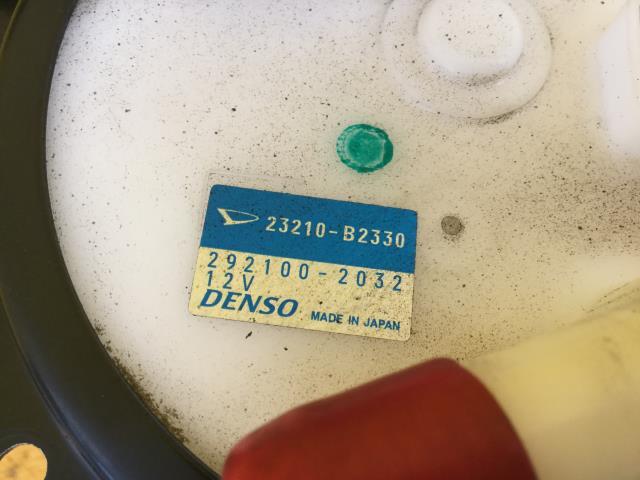 23210-B2330
292100-2032
12V
DENSO MADE IN JAPAN